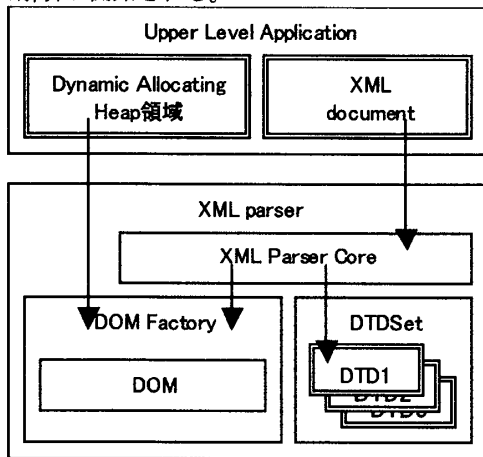 Upper Level Application
Dynamic Allocating
Heap領域
XML
document
XML parser
XML Parser Core
DOM Factory
DOM
DTDSet
DTD1
DTD2